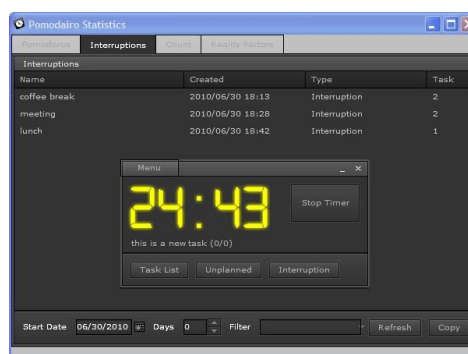 Pomodairo Statistics
Pomodoros Interruptions Count Reality Factors
Interruptions
Name Created Type Task
coffee break 2010/06/30 18:13 Interruption 2
meeting 2010/06/30 18:28 Interruption 2
lunch 2010/06/30 18:42 Interruption 1
Menu
24:43 Stop Timer
this is a new task (0/0)
Task List Unplanned Interruption
Start Date 06/30/2010 Days 0 Filter Refresh Copy